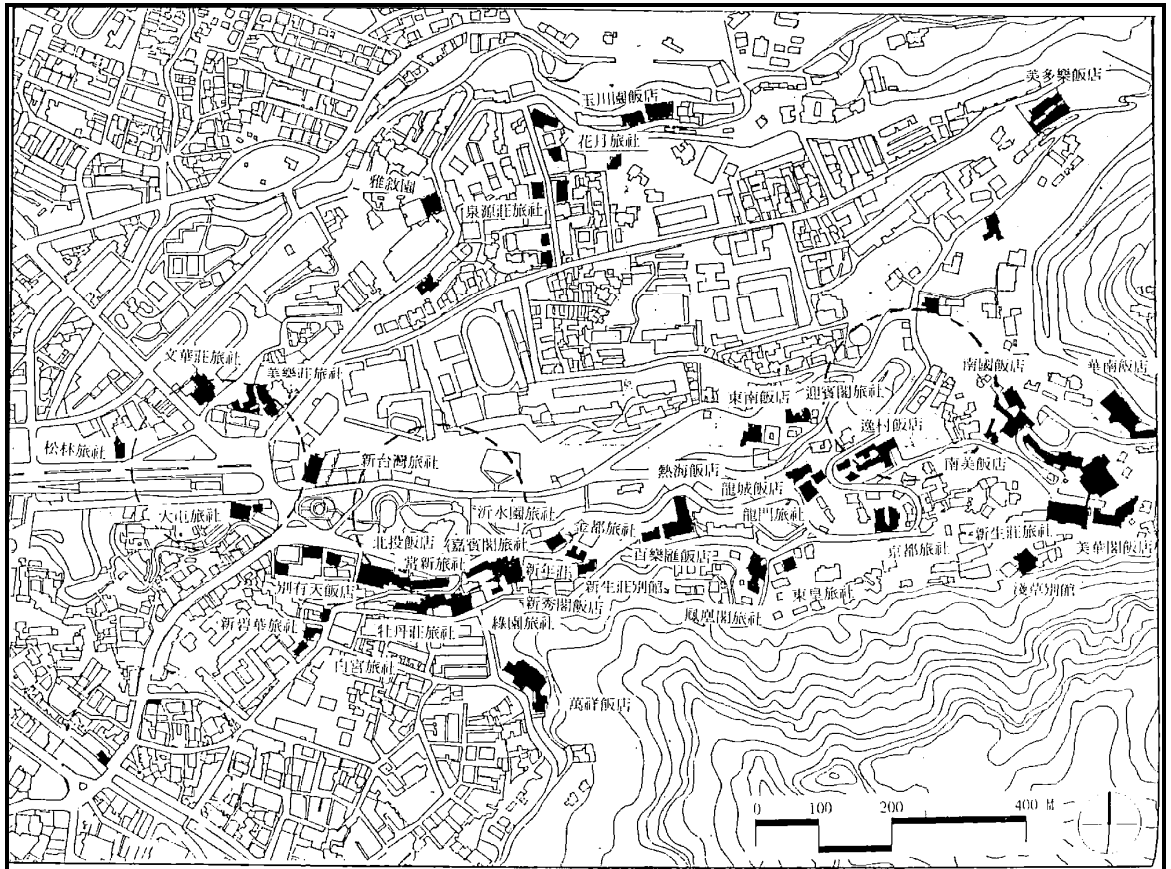 美多樂飯店
玉川園飯店
花月旅社
雅敘園
泉源莊旅社
文華莊旅社
美樂莊旅社
南國飯店
華南飯店
東南飯店
迎賓閣旅社
逸村飯店
松林旅社
新台灣旅社
熱海飯店
南美飯店
龍城飯店
大屯旅社
沂水園旅社
龍門旅社
金都旅社
新生莊旅社
北投飯店
嘉賓閣旅社
百樂匯飯店
京都旅社
美華閣飯店
當新旅社
新年莊
別有天飯店
新生莊別館
東皇旅社
淺草別館
新秀閣飯店
鳳凰閣旅社
新碧華旅社
牡丹莊旅社
綠園旅社
白宮旅社
萬祥飯店
0 100 200 400 M